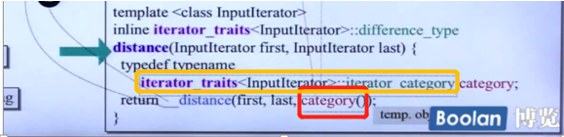 template <class InputIterator>
inline iterator_traits<InputIterator>::difference_type
distance(InputIterator first, InputIterator last) {
typedef typename
iterator_traits<InputIterator>::iterator_category category;
return __distance(first, last, category());
}
temp. ob
Boolan 博览